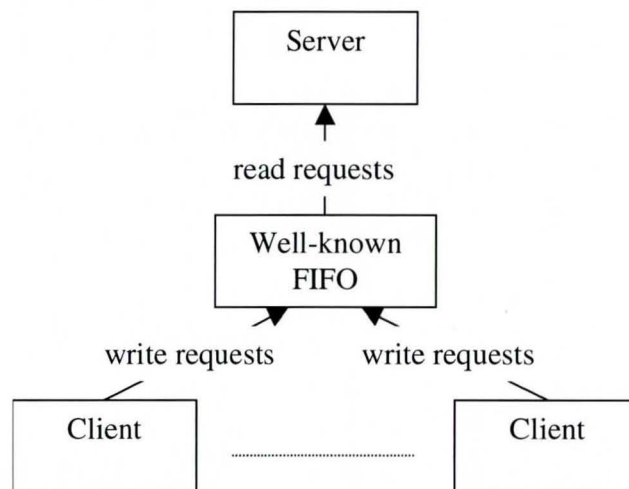 Server
read requests
Well-known
FIFO
write requests
write requests
Client
Client